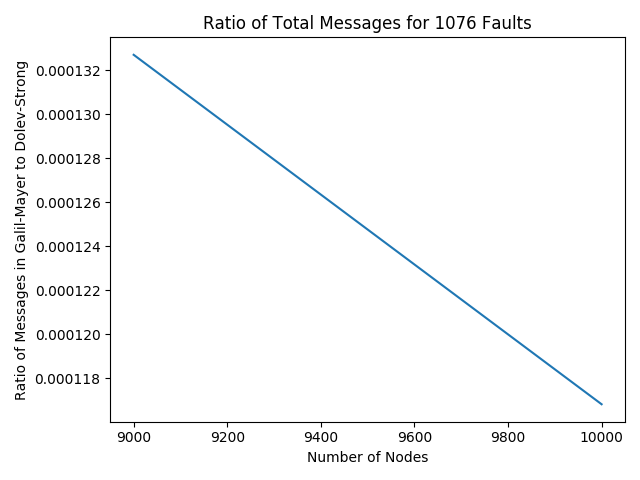 Ratio of Total Messages for 1076 Faults
Ratio of Messages in Galil-Mayer to Dolev-Strong
0.000132
0.000130
0.000128
0.000126
0.000124
0.000122
0.000120
0.000118
9000 9200 9400 9600 9800 10000
Number of Nodes